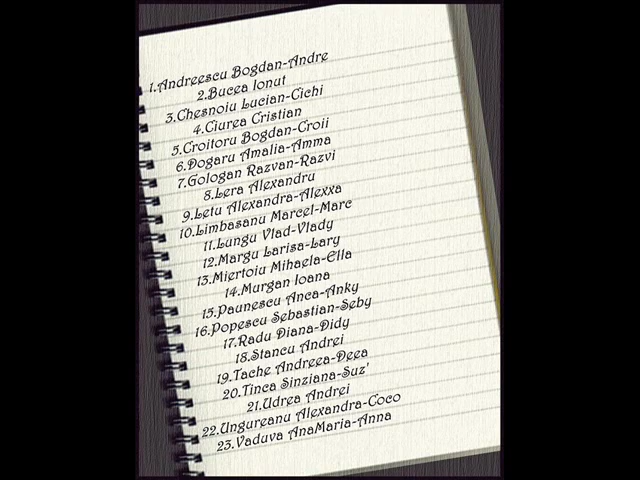 1.Andreescu Bogdan-Andre
2.Bucea Ionut
3.Chesnoiu Lucian-Cichi
4.Ciurea Cristian
5.Croitoru Bogdan-Croii
6.Dogaru Amalia-Amma
7.Gologan Razvan-Razvi
8.Lera Alexandru
9.Letu Alexandra-Alexxa
10.Limbasanu Marcel-Marc
11.Lungu Vlad-Vlady
12.Margu Larisa-Lary
13.Miertoiu Mihaela-Ella
14.Murgan Ioana
15.Paunescu Anca-Anky
16.Popescu Sebastian-Seby
17.Radu Diana-Didy
18.Stancu Andrei
19.Tache Andreea-Deea
20.Tinca Sinziana-Suz'
21.Udrea Andrei
22.Ungureanu Alexandra-Coco
23.Vaduva AnaMaria-Anna